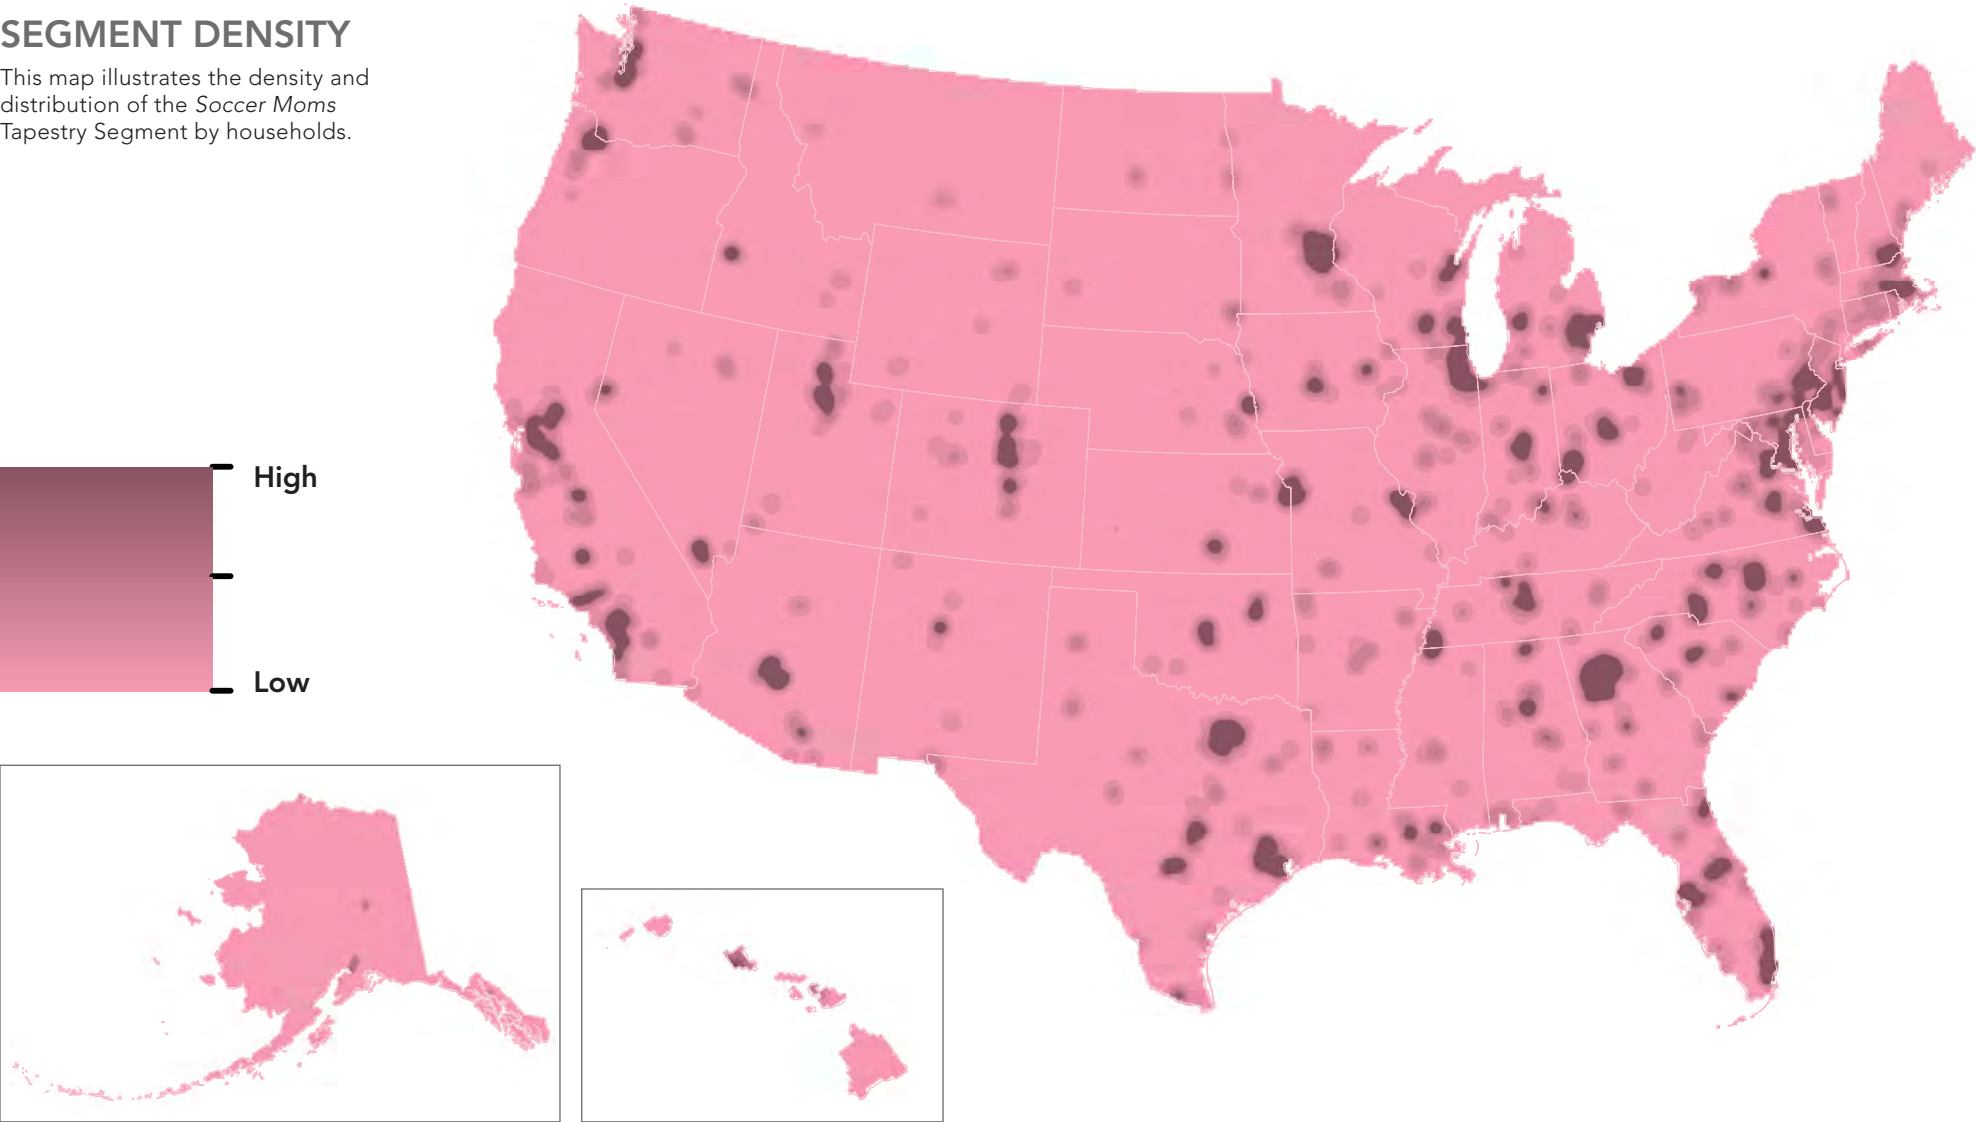 SEGMENT DENSITY
This map illustrates the density and
distribution of the Soccer Moms
Tapestry Segment by households.
High
Low